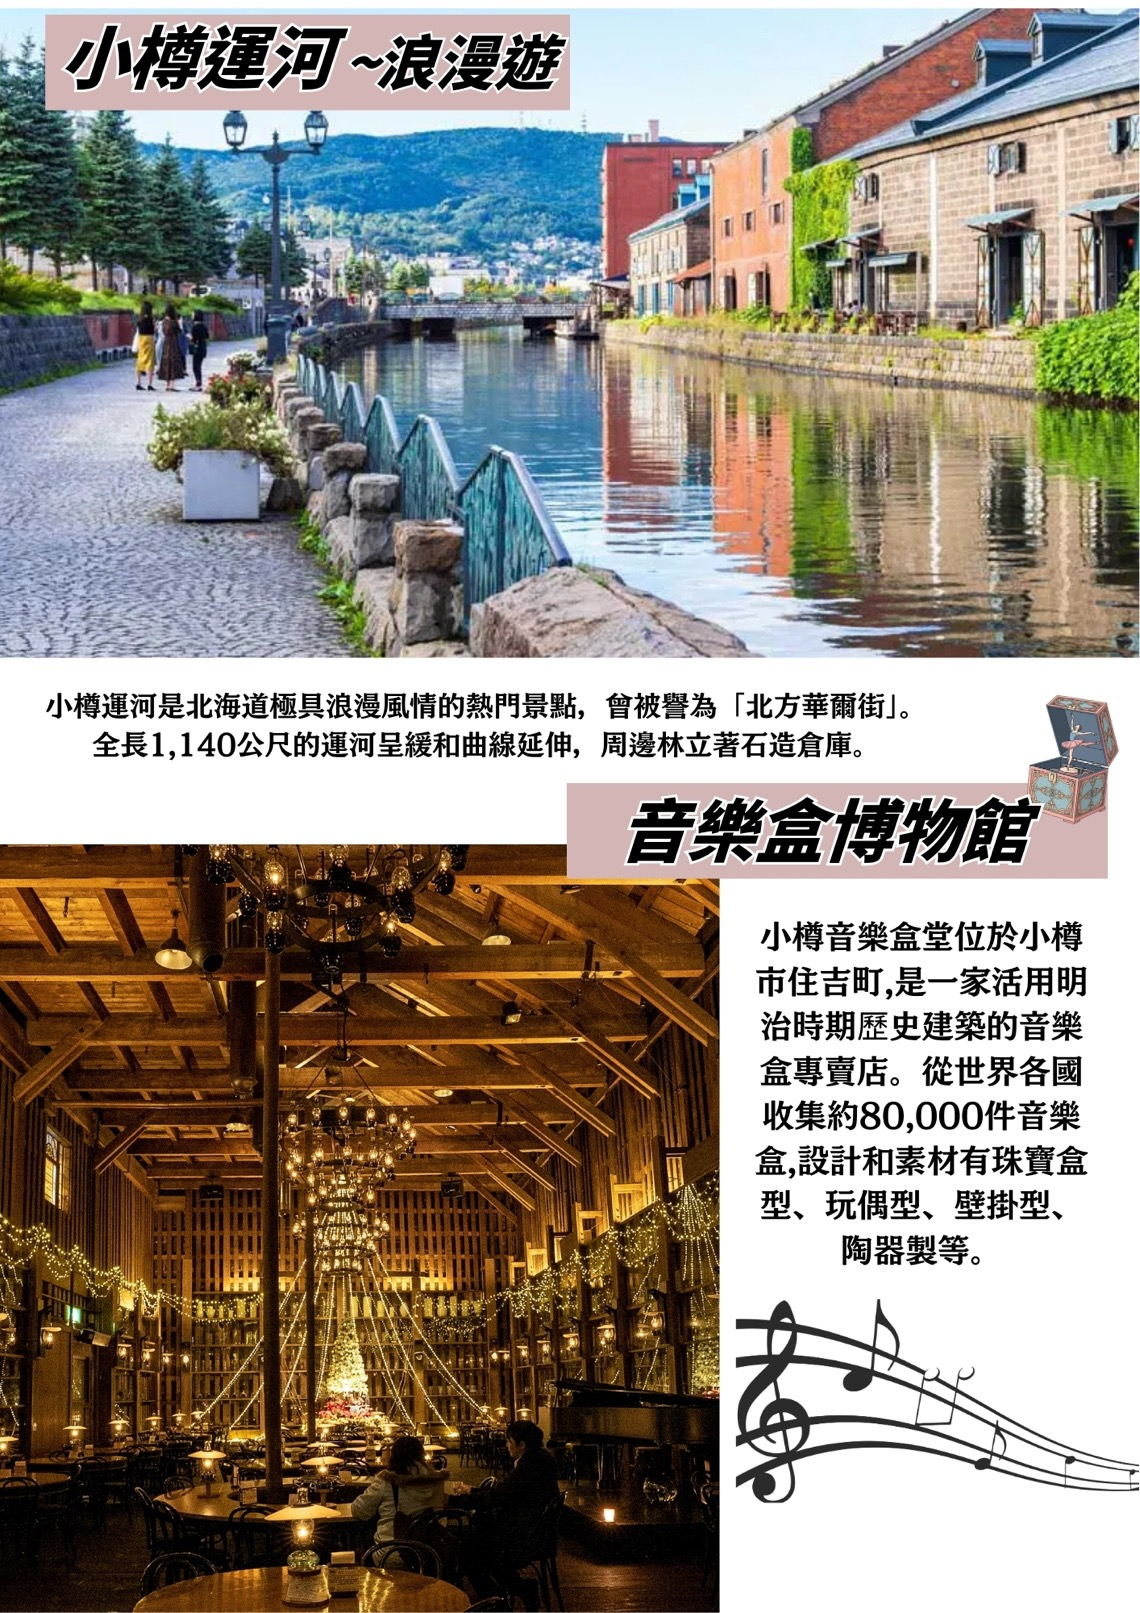 小樽運河~浪漫遊
小樽運河是北海道極具浪漫風情的熱門景點，曾被譽為「北方華爾街」。
全長1,140公尺的運河呈緩和曲線延伸，周邊林立著石造倉庫。
音樂盒博物館
小樽音樂盒堂位於小樽
市住吉町,是一家活用明
治時期歷史建築的音樂
盒專賣店。從世界各國
收集約80,000件音樂
盒,設計和素材有珠寶盒
型、玩偶型、壁掛型、
陶器製等。